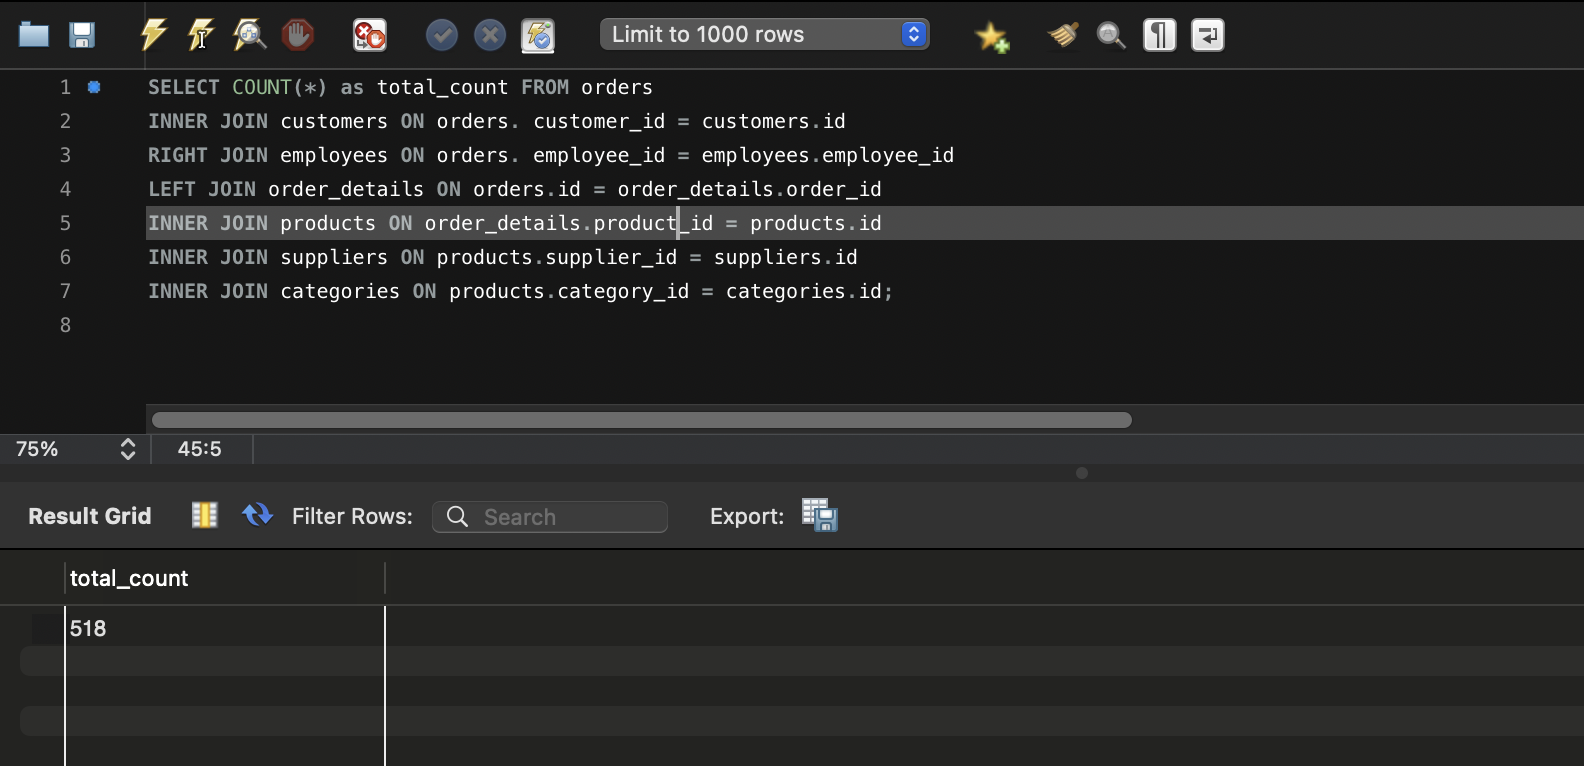 Limit to 1000 rows
1 SELECT COUNT(*) as total_count FROM orders
2 INNER JOIN customers ON orders. customer_id = customers.id
3 RIGHT JOIN employees ON orders. employee_id = employees.employee_id
4 LEFT JOIN order_details ON orders.id = order_details.order_id
5 INNER JOIN products ON order_details.product_id = products.id
6 INNER JOIN suppliers ON products.supplier_id = suppliers.id
7 INNER JOIN categories ON products.category_id = categories.id;
8
75% 45:5
Result Grid Filter Rows: Search Export:
total_count
518